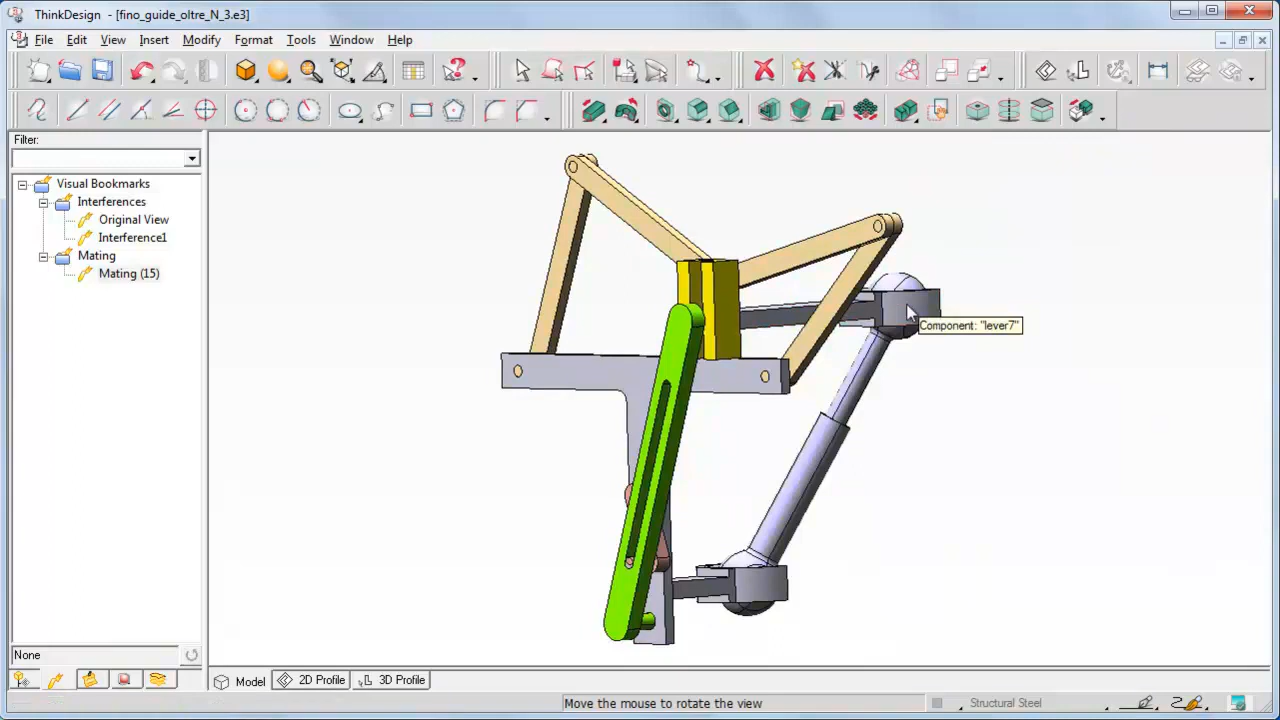 ThinkDesign - [fino_guide_oltre_N_3.e3]
File Edit View Insert Modify Format Tools Window Help
Filter:
Visual Bookmarks
Interferences
Original View
Interference1
Mating
Mating (15)
Component: "lever7"
None
Model 2D Profile 3D Profile
Move the mouse to rotate the view Structural Steel